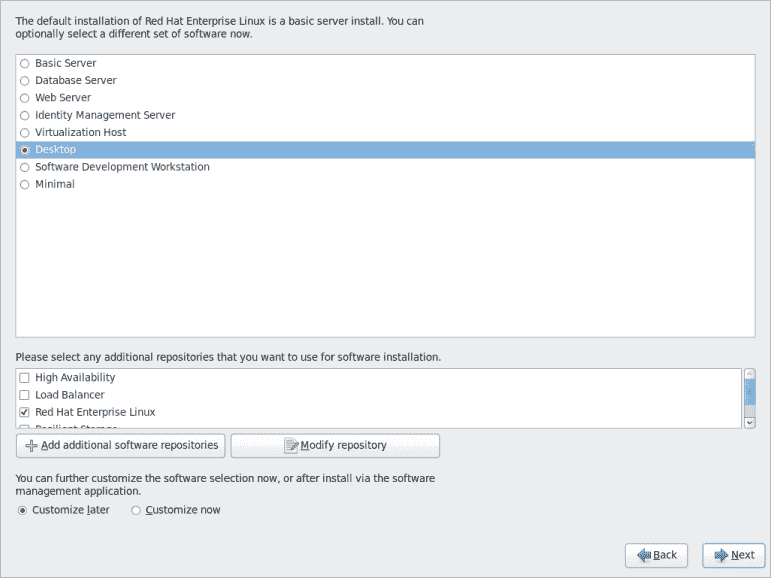 The default installation of Red Hat Enterprise Linux is a basic server install. You can
optionally select a different set of software now.
Basic Server
Database Server
Web Server
Identity Management Server
Virtualization Host
Desktop
Software Development Workstation
Minimal
Please select any additional repositories that you want to use for software installation.
High Availability
Load Balancer
Red Hat Enterprise Linux
Resilient Storage
Add additional software repositories
Modify repository
You can further customize the software selection now, or after install via the software
management application.
Customize later
Customize now
Back
Next